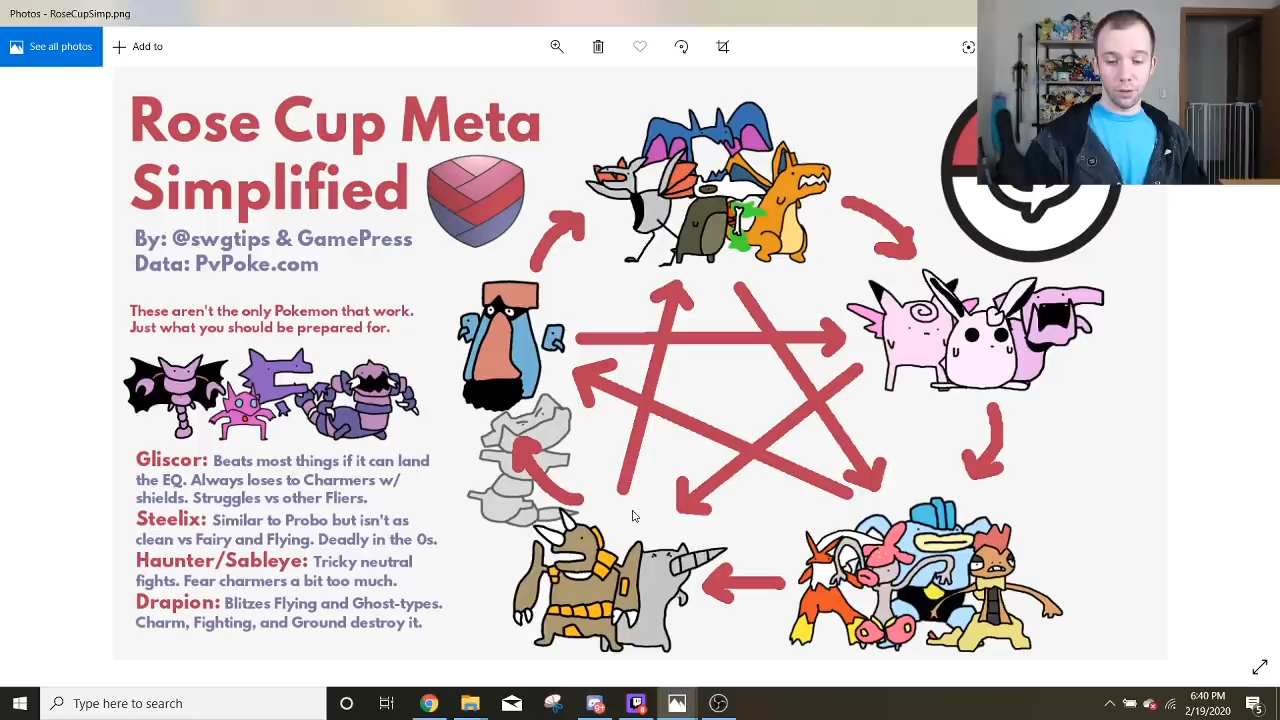 Photos - RoseCupSimp.png
See all photos
Add to
Rose Cup Meta
Simplified
By: @swgtips & GamePress
Data: PvPoke.com
These aren't the only Pokemon that work.
Just what you should be prepared for.
Gliscor: Beats most things if it can land
the EQ. Always loses to Charmers w/
shields. Struggles vs other Fliers.
Steelix: Similar to Probo but isn't as
clean vs Fairy and Flying. Deadly in the 0s.
Haunter/Sableye: Tricky neutral
fights. Fear charmers a bit too much.
Drapion: Blitzes Flying and Ghost-types.
Charm, Fighting, and Ground destroy it.
Type here to search
6:40 PM
2/19/2020
5